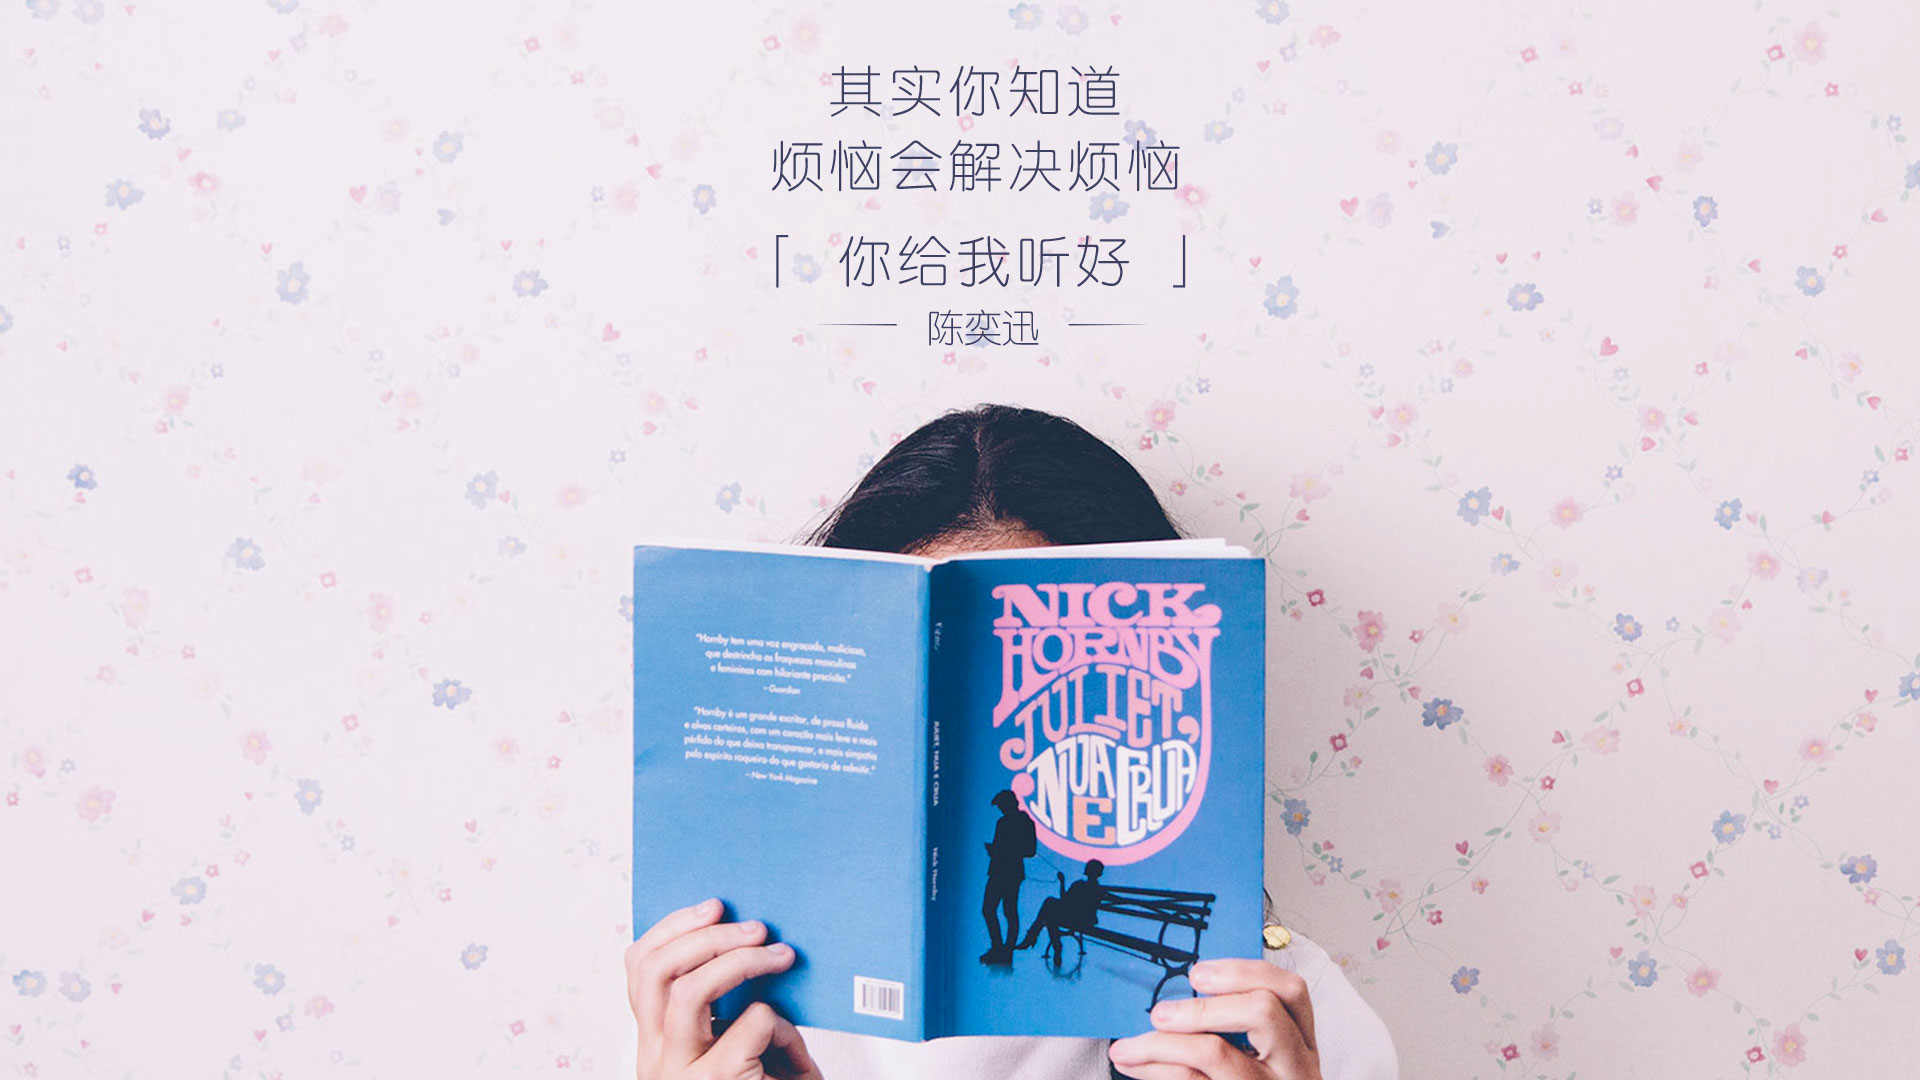 其实你知道
烦恼会解决烦恼
「 你给我听好 」
陈奕迅
"Hornby tem uma voz engraçada, maliciosa,
que destrincha as fraquezas masculinas
e femininas com hilariante precisão."
– Guardian
"Hornby é um grande escritor, de prosa fluida
e alvos certeiros, com um coração mais leve e mais
pérfido do que deixa transparecer, e mais simpatia
pelo espírito roqueiro do que gostaria de admitir."
– New York Magazine
JULIET, NUA E CRUA
Nick Hornby
NICK
HORNBY
JULIET,
NUA
E CRUA